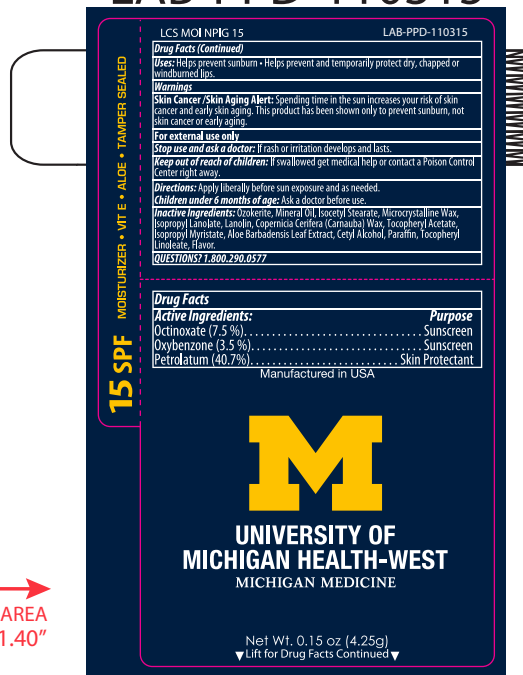 LAB-PPD-110315
LCS MOI NPIG 15 LAB-PPD-110315
Drug Facts (Continued)
Uses: Helps prevent sunburn • Helps prevent and temporarily protect dry, chapped or
windburned lips.
Warnings
Skin Cancer /Skin Aging Alert: Spending time in the sun increases your risk of skin
cancer and early skin aging. This product has been shown only to prevent sunburn, not
skin cancer or early aging.
For external use only
Stop use and ask a doctor: If rash or irritation develops and lasts.
Keep out of reach of children: If swallowed get medical help or contact a Poison Control
Center right away.
Directions: Apply liberally before sun exposure and as needed.
Children under 6 months of age: Ask a doctor before use.
Inactive Ingredients: Ozokerite, Mineral Oil, Isocetyl Stearate, Microcrystalline Wax,
Isopropyl Lanolate, Lanolin, Copernicia Cerifera (Carnauba) Wax, Tocopheryl Acetate,
Isopropyl Myristate, Aloe Barbadensis Leaf Extract, Cetyl Alcohol, Paraffin, Tocopheryl
Linoleate, Flavor.
QUESTIONS? 1.800.290.0577
15 SPF MOISTURIZER • VIT E • ALOE • TAMPER SEALED
Drug Facts
Active Ingredients: Purpose
Octinoxate (7.5 %)................................ Sunscreen
Oxybenzone (3.5 %)............................... Sunscreen
Petrolatum (40.7%)........................... Skin Protectant
Manufactured in USA
M
UNIVERSITY OF
MICHIGAN HEALTH-WEST
MICHIGAN MEDICINE
AREA
1.40"
Net Wt. 0.15 oz (4.25g)
▼Lift for Drug Facts Continued▼